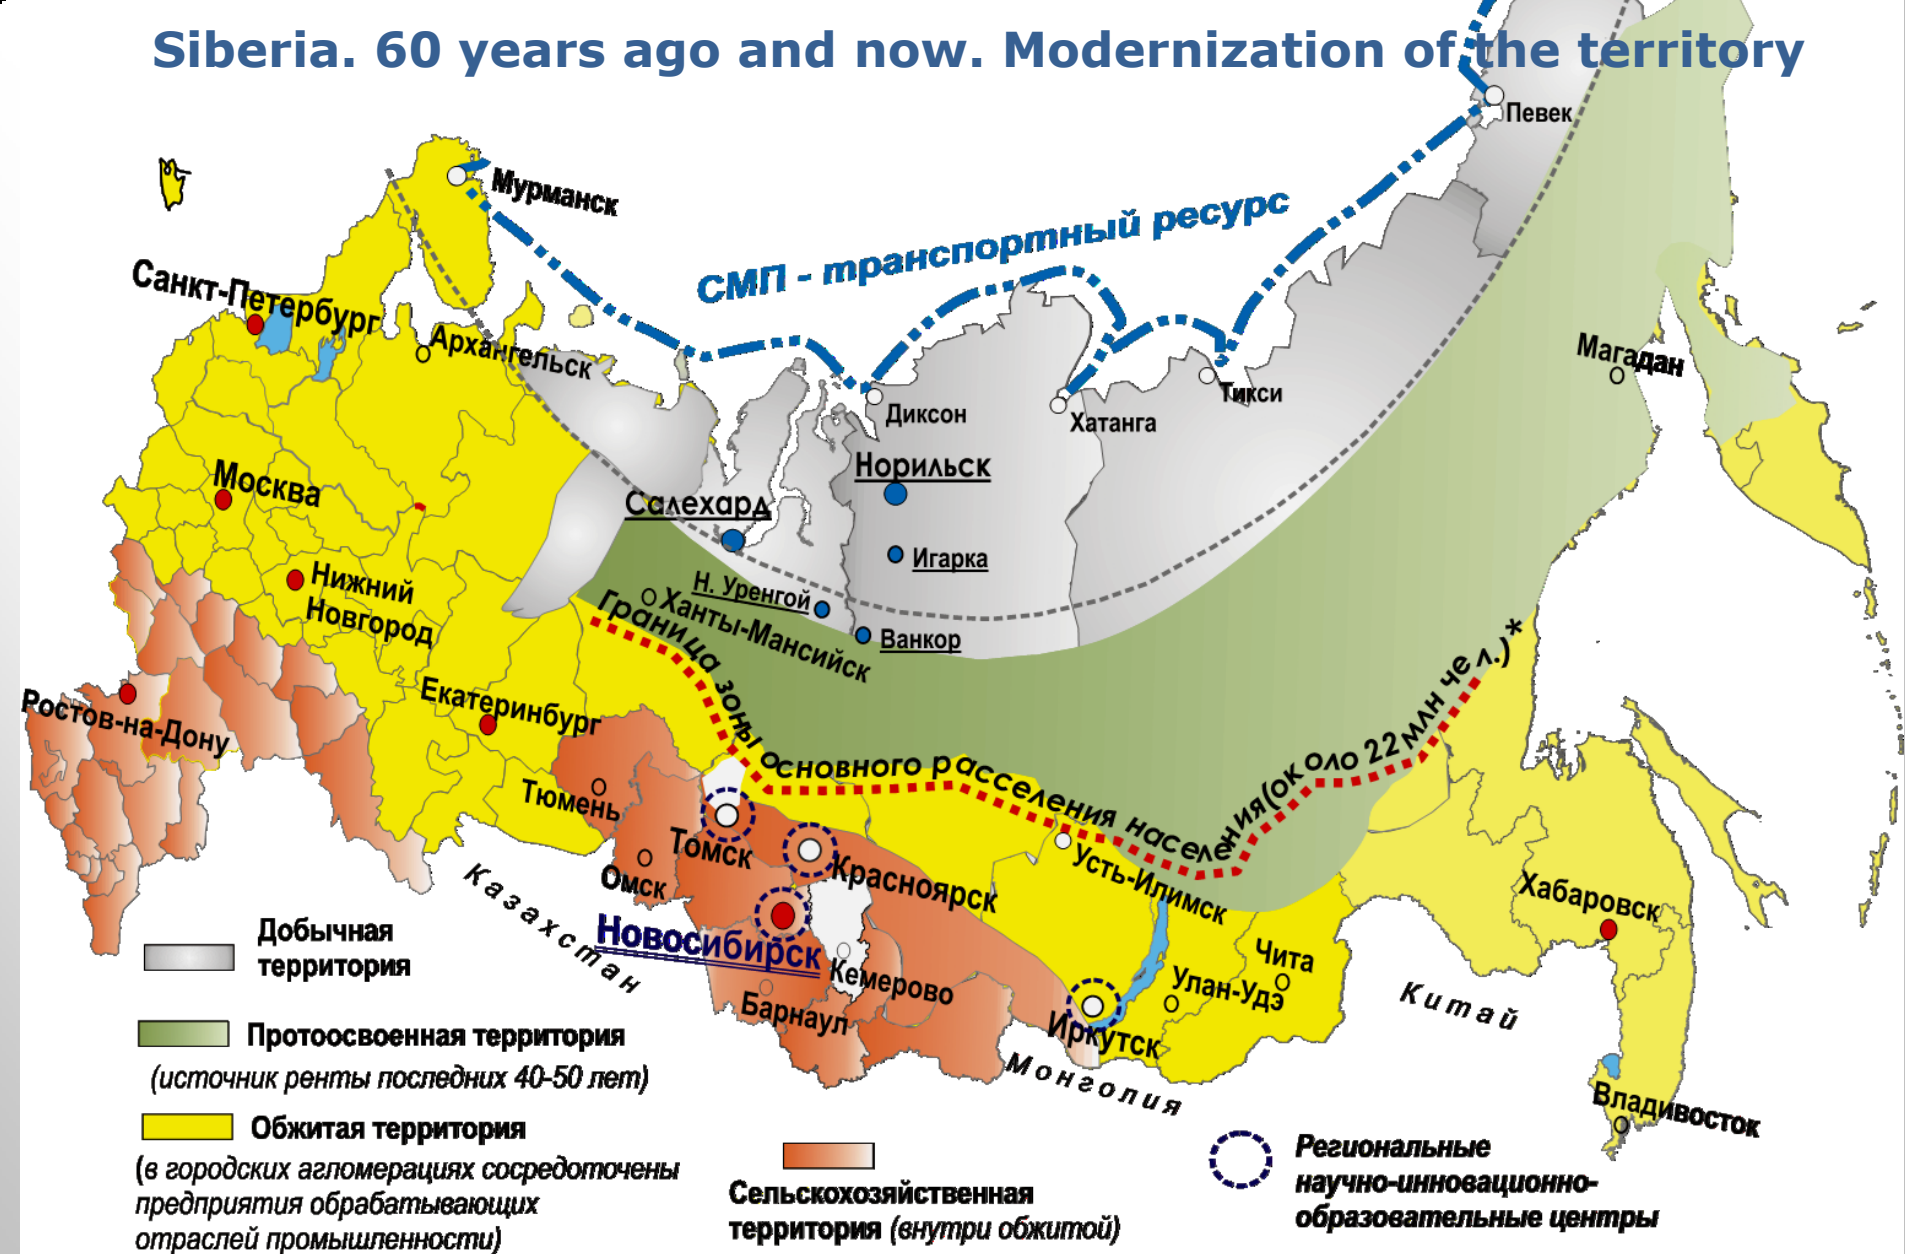 Siberia. 60 years ago and now. Modernization of the territory
Певек
Мурманск
СМП - транспортный ресурс
Санкт-Петербург
Архангельск
Магадан
Диксон
Хатанга
Тикси
Норильск
Москва
Салехард
Игарка
Нижний
Новгород
Н. Уренгой
Ханты-Мансийск
Ванкор
Граница зоны основного расселения населения (около 22 млн чел.)*
Ростов-на-Дону
Екатеринбург
Тюмень
Томск
Омск
Красноярск
Усть-Илимск
Хабаровск
Казахстан
Новосибирск
Кемерово
Барнаул
Чита
Улан-Удэ
Иркутск
Китай
Монголия
Владивосток
Добычная
территория
Протоосвоенная территория
(источник ренты последних 40-50 лет)
Обжитая территория
(в городских агломерациях сосредоточены
предприятия обрабатывающих
отраслей промышленности)
Сельскохозяйственная
территория (внутри обжитой)
Региональные
научно-инновационно-
образовательные центры